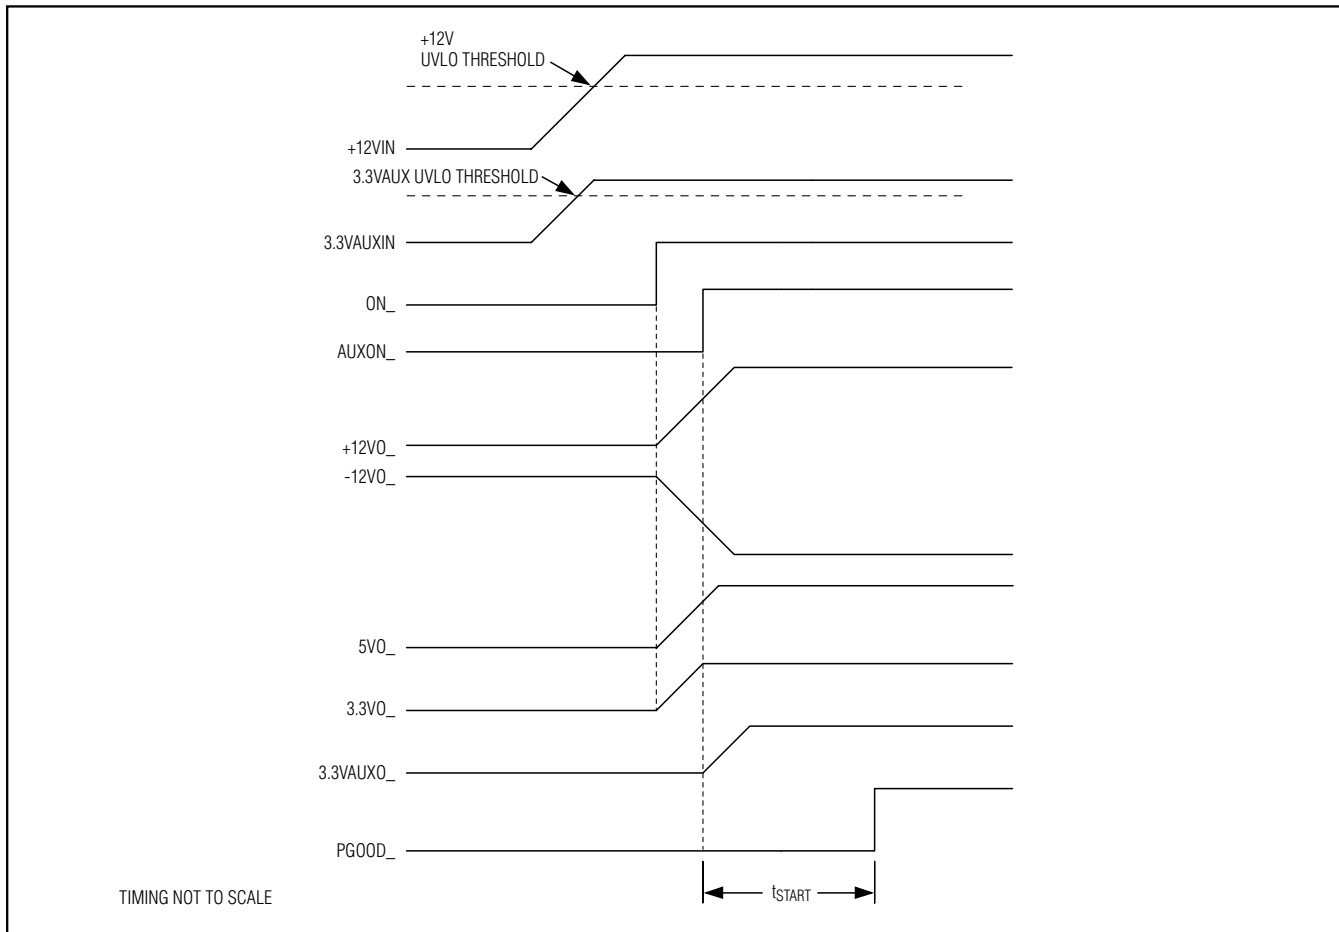 +12V
UVLO THRESHOLD
+12VIN
3.3VAUX UVLO THRESHOLD
3.3VAUXIN
ON_
AUXON_
+12VO_
-12VO_
5VO_
3.3VO_
3.3VAUXO_
PGOOD_
tSTART
TIMING NOT TO SCALE